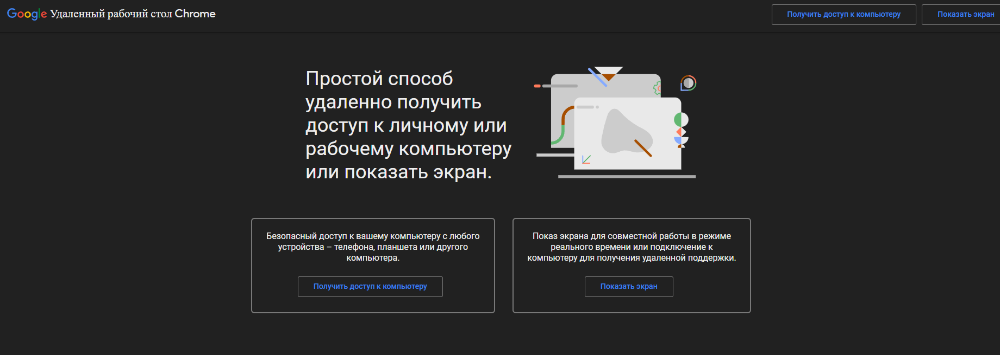 Google Удаленный рабочий стол Chrome
Получить доступ к компьютеру
Показать экран
Простой способ
удаленно получить
доступ к личному или
рабочему компьютеру
или показать экран.
Безопасный доступ к вашему компьютеру с любого
устройства – телефона, планшета или другого
компьютера.
Получить доступ к компьютеру
Показ экрана для совместной работы в режиме
реального времени или подключение к
компьютеру для получения удаленной поддержки.
Показать экран